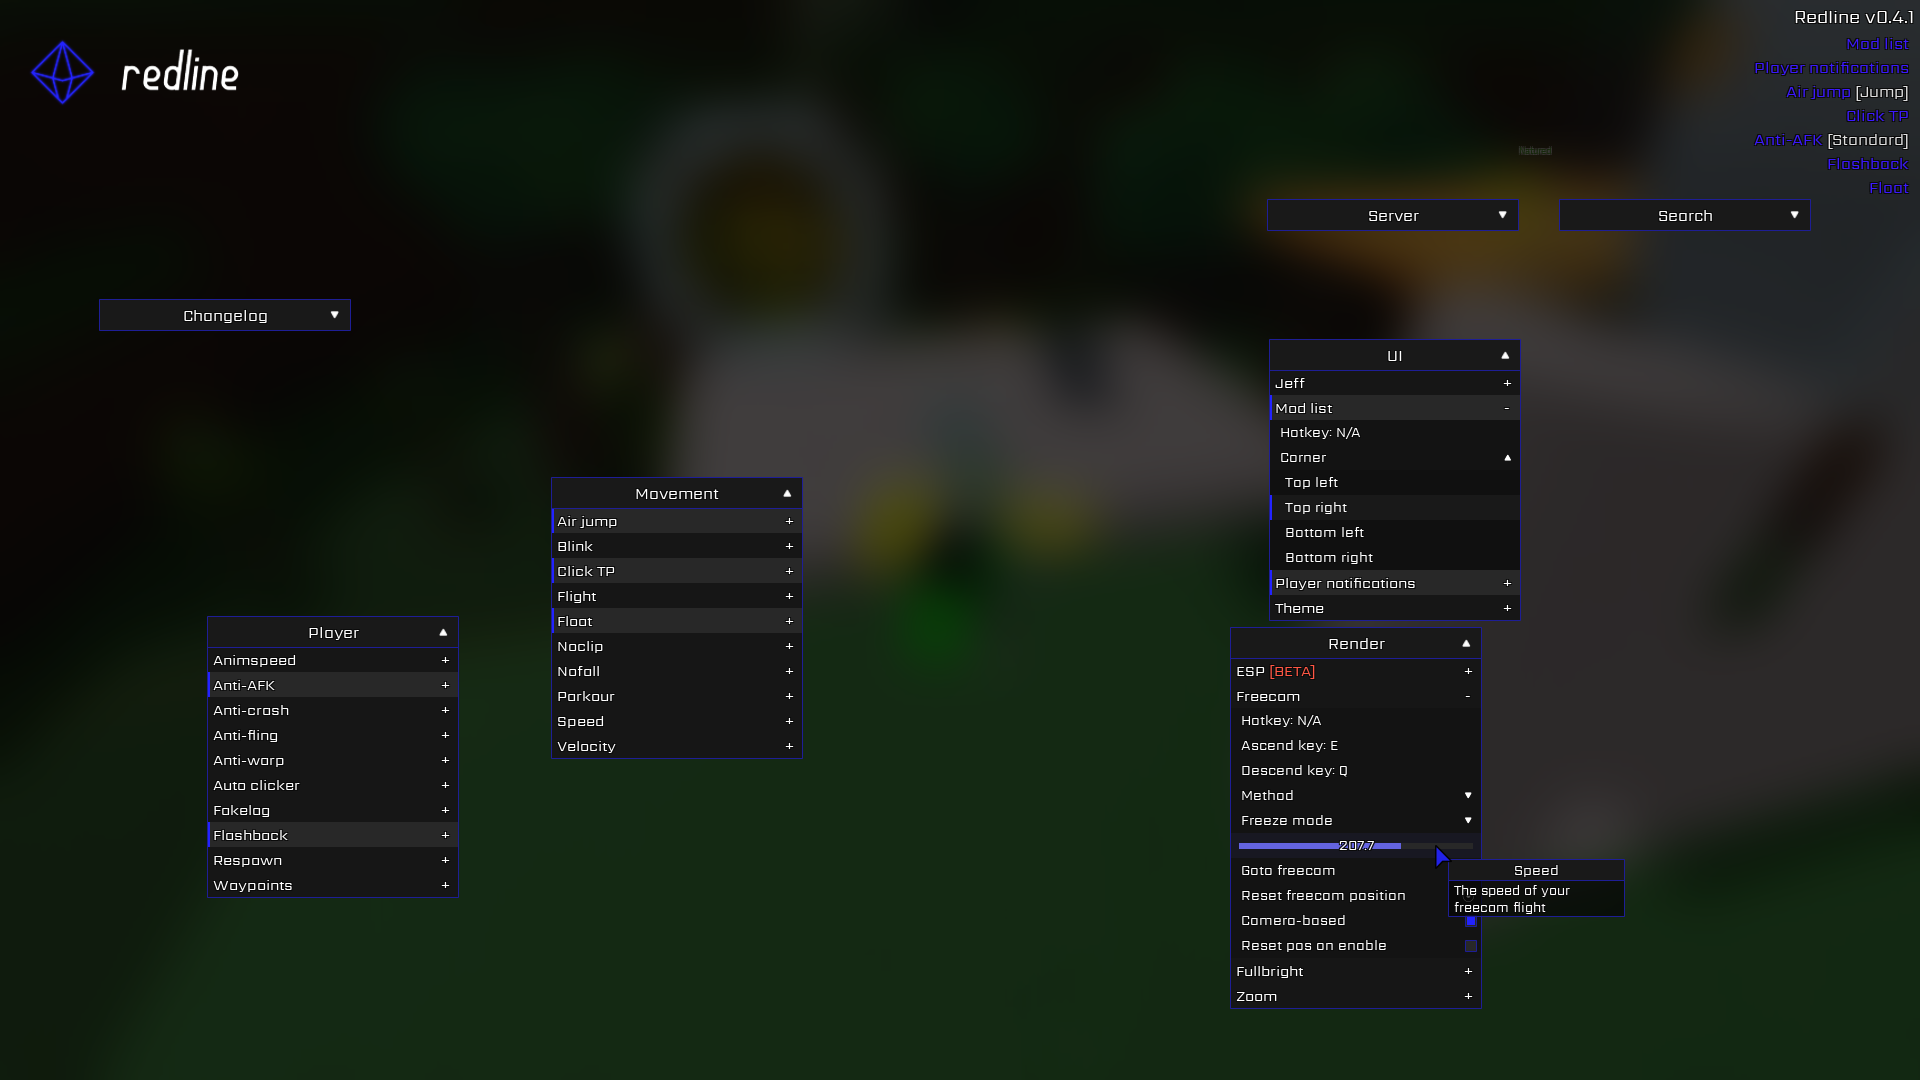 redline
Redline v0.4.1
Mod list
Player notifications
Air jump [Jump]
Click TP
Anti-AFK [Standard]
Flashback
Float
Server
Search
Changelog
UI
Jeff +
Mod list -
Hotkey: N/A
Corner
Top left
Top right
Bottom left
Bottom right
Player notifications +
Theme +
Movement
Air jump +
Blink +
Click TP +
Flight +
Float +
Noclip +
Nofall +
Parkour +
Speed +
Velocity +
Player
Animspeed +
Anti-AFK +
Anti-crash +
Anti-fling +
Anti-warp +
Auto clicker +
Fakelag +
Flashback +
Respawn +
Waypoints +
Render
ESP [BETA] +
Freecam -
Hotkey: N/A
Ascend key: E
Descend key: Q
Method
Freeze mode
207.7
Goto freecam
Reset freecam position
Camera-based
Reset pos on enable
Fullbright +
Zoom +
Speed
The speed of your
freecam flight